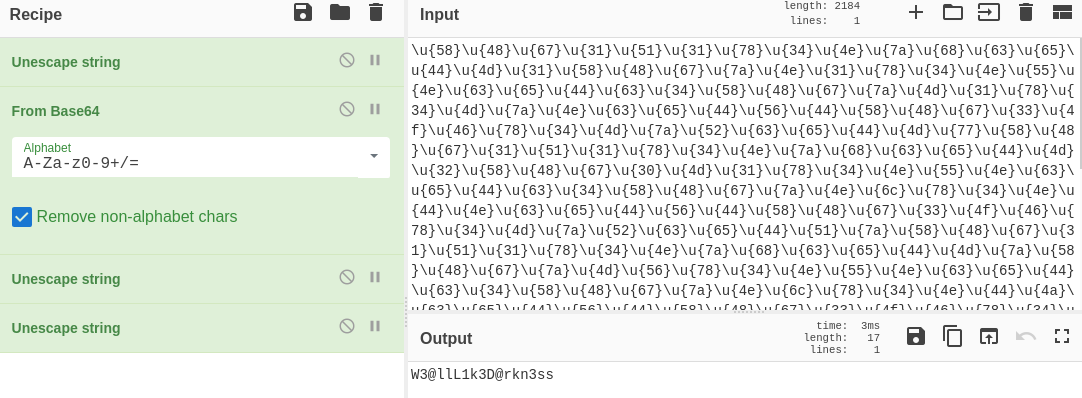 Recipe
Unescape string
From Base64
Alphabet
A-Za-z0-9+/=
Remove non-alphabet chars
Unescape string
Unescape string
Input
length: 2184
lines: 1
\u{58}\u{48}\u{67}\u{31}\u{51}\u{31}\u{78}\u{34}\u{4e}\u{7a}\u{68}\u{63}\u{65}\
u{44}\u{4d}\u{31}\u{58}\u{48}\u{67}\u{7a}\u{4e}\u{31}\u{78}\u{34}\u{4e}\u{55}\u
{4e}\u{63}\u{65}\u{44}\u{63}\u{34}\u{58}\u{48}\u{67}\u{7a}\u{4d}\u{31}\u{78}\u{
34}\u{4d}\u{7a}\u{4e}\u{63}\u{65}\u{44}\u{56}\u{44}\u{58}\u{48}\u{67}\u{33}\u{4
f}\u{46}\u{78}\u{34}\u{4d}\u{7a}\u{52}\u{63}\u{65}\u{44}\u{4d}\u{77}\u{58}\u{48
}\u{67}\u{31}\u{51}\u{31}\u{78}\u{34}\u{4e}\u{7a}\u{68}\u{63}\u{65}\u{44}\u{4d}
\u{32}\u{58}\u{48}\u{67}\u{30}\u{4d}\u{31}\u{78}\u{34}\u{4e}\u{55}\u{4e}\u{63}\
u{65}\u{44}\u{63}\u{34}\u{58}\u{48}\u{67}\u{7a}\u{4e}\u{6c}\u{78}\u{34}\u{4e}\u
{44}\u{4e}\u{63}\u{65}\u{44}\u{56}\u{44}\u{58}\u{48}\u{67}\u{33}\u{4f}\u{46}\u{
78}\u{34}\u{4d}\u{7a}\u{52}\u{63}\u{65}\u{44}\u{51}\u{7a}\u{58}\u{48}\u{67}\u{3
1}\u{51}\u{31}\u{78}\u{34}\u{4e}\u{7a}\u{68}\u{63}\u{65}\u{44}\u{4d}\u{7a}\u{58
}\u{48}\u{67}\u{7a}\u{4d}\u{56}\u{78}\u{34}\u{4e}\u{55}\u{4e}\u{63}\u{65}\u{44}
\u{63}\u{34}\u{58}\u{48}\u{67}\u{7a}\u{4e}\u{6c}\u{78}\u{34}\u{4e}\u{44}\u{4a}\
u{63}\u{65}\u{44}\u{56}\u{44}\u{58}\u{48}\u{67}\u{33}\u{4f}\u{46}\u{78}\u{34}\u
Output
time: 3ms
length: 17
lines: 1
W3@llL1k3D@rkn3ss